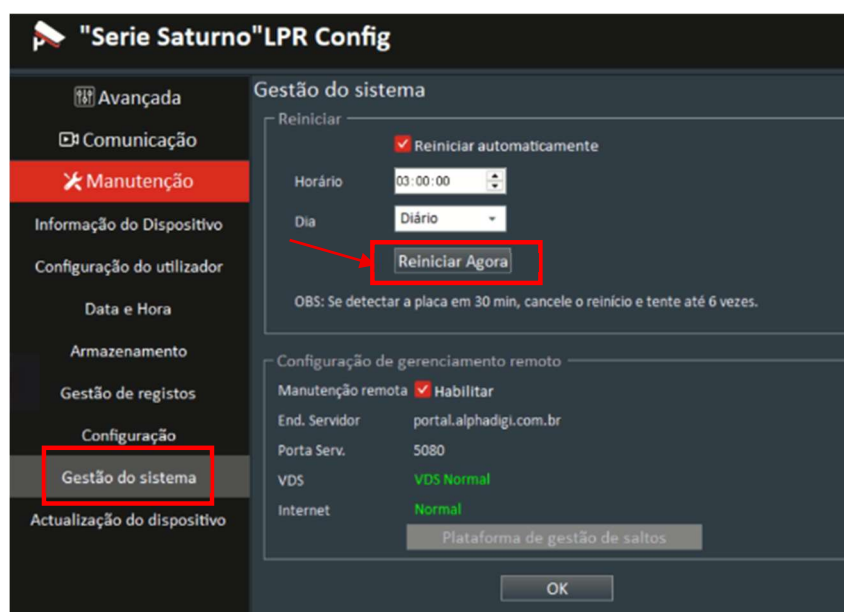 "Serie Saturno"LPR Config
Avançada
Comunicação
Manutenção
Informação do Dispositivo
Configuração do utilizador
Data e Hora
Armazenamento
Gestão de registos
Configuração
Gestão do sistema
Actualização do dispositivo
Gestão do sistema
Reiniciar
Reiniciar automaticamente
Horário 03:00:00
Dia Diário
Reiniciar Agora
OBS: Se detectar a placa em 30 min, cancele o reinício e tente até 6 vezes.
Configuração de gerenciamento remoto
Manutenção remota Habilitar
End. Servidor portal.alphadigi.com.br
Porta Serv. 5080
VDS VDS Normal
Internet Normal
Plataforma de gestão de saltos
OK